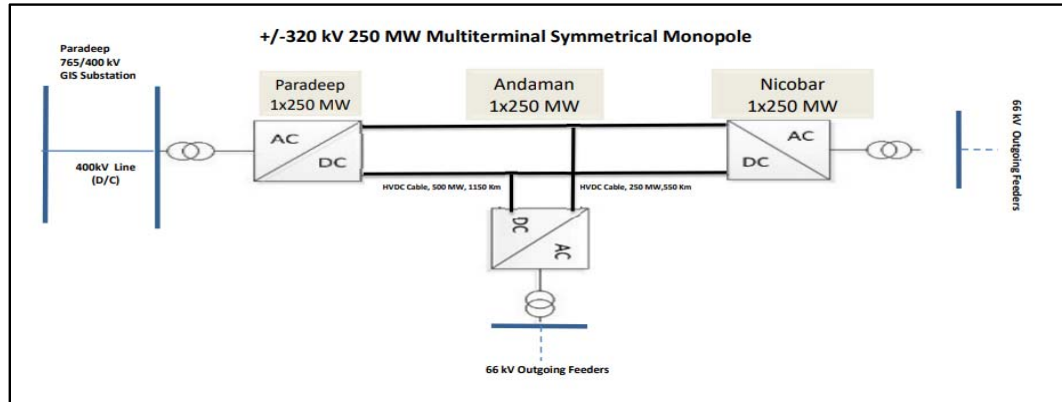 +/-320 kV 250 MW Multiterminal Symmetrical Monopole
Paradeep
765/400 kV
GIS Substation
Paradeep
1x250 MW
Andaman
1x250 MW
Nicobar
1x250 MW
AC
DC
AC
DC
400kV Line
(D/C)
HVDC Cable, 500 MW, 1150 Km
HVDC Cable, 250 MW,550 Km
DC
AC
66 kV Outgoing Feeders
66 kV Outgoing Feeders